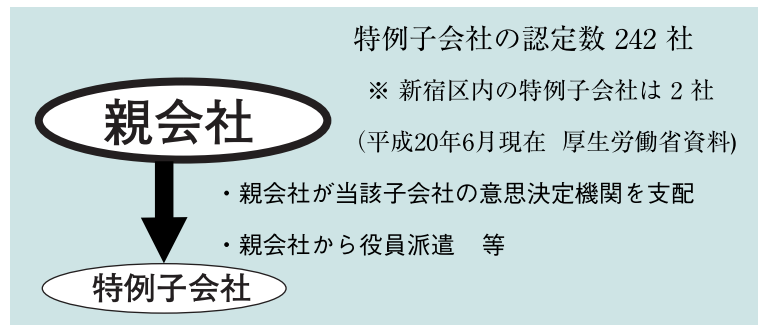 特例子会社の認定数 242 社
※ 新宿区内の特例子会社は 2 社
(平成20年6月現在 厚生労働省資料)
親会社
・親会社が当該子会社の意思決定機関を支配
・親会社から役員派遣 等
特例子会社